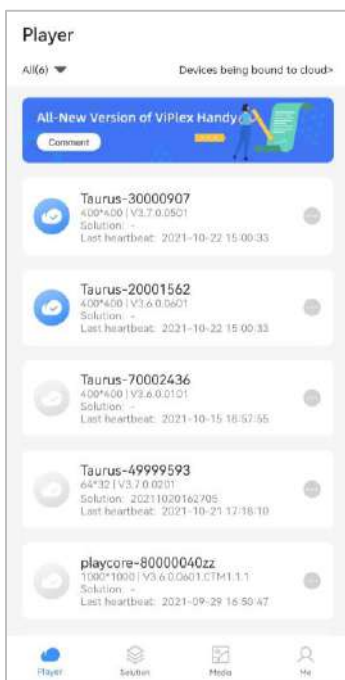 Player
All(6)
Devices being bound to cloud>
All-New Version of ViPlex Handy
Comment
Taurus-30000907
400*400 | V3.7.0.0501
Solution: -
Last heartbeat: 2021-10-22 15:00:33
Taurus-20001562
400*400 | V3.6.0.0601
Solution: -
Last heartbeat: 2021-10-22 15:00:33
Taurus-70002436
400*400 | V3.6.0.0101
Solution: -
Last heartbeat: 2021-10-15 18:57:55
Taurus-49999593
64*32 | V3.7.0.0201
Solution: 20211020162705
Last heartbeat: 2021-10-21 17:18:10
playcore-80000040zz
1000*1000 | V3.6.0.0601.CTM1.1.1
Solution: -
Last heartbeat: 2021-09-29 16:50:47
Player
Solution
Media
Me